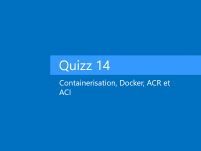 Quizz 14
Containerisation, Docker, ACR et
ACI